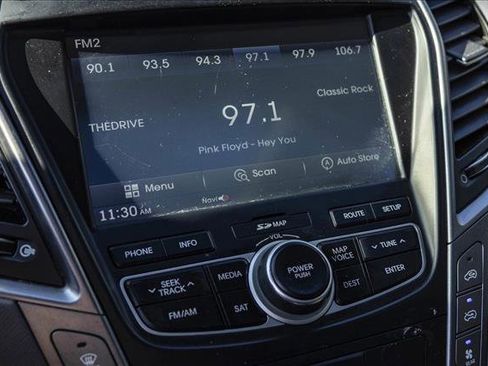 FM2
90.1 93.5 94.3 97.1 97.9 106.7
97.1
Classic Rock
THEDRIVE
Pink Floyd - Hey You
Menu Scan Auto Store
Navi
11:30 AM
SD MAP
ROUTE SETUP
PHONE INFO
VOL
MAP VOICE
TUNE
SEEK TRACK
MEDIA
POWER PUSH
FM/AM
SAT
DEST
ENTER
REAR